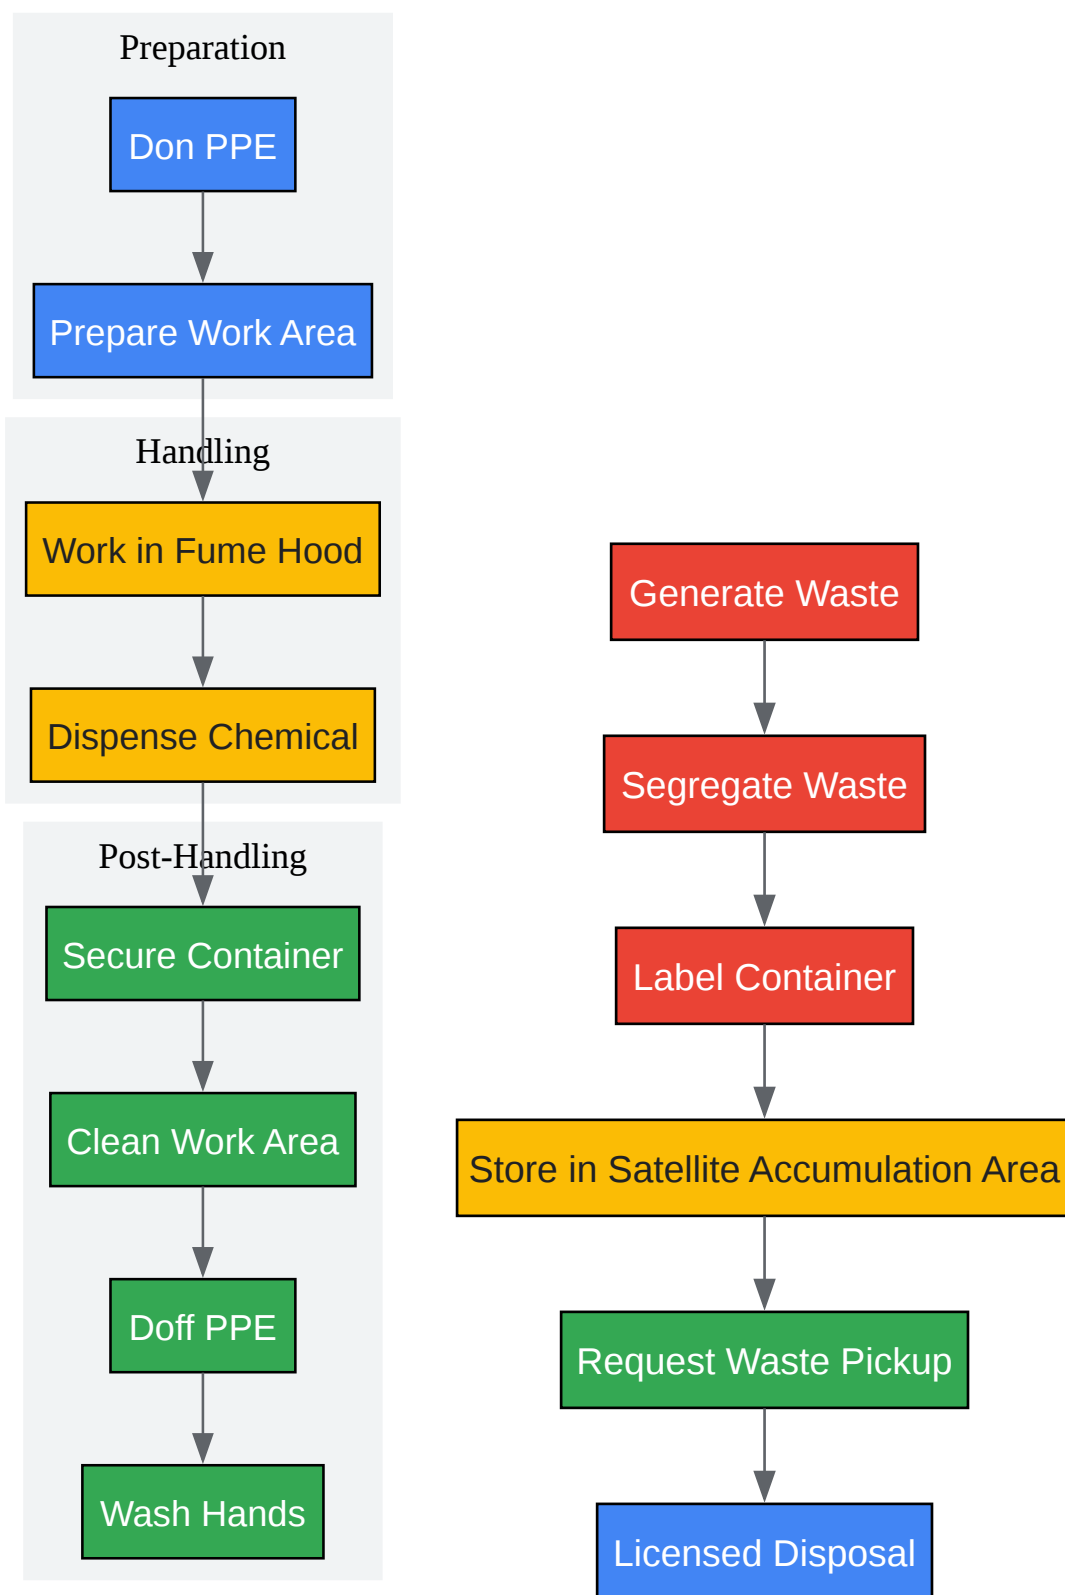 Preparation
Don PPE
Prepare Work Area
Handling
Work in Fume Hood
Dispense Chemical
Post-Handling
Secure Container
Clean Work Area
Doff PPE
Wash Hands
Generate Waste
Segregate Waste
Label Container
Store in Satellite Accumulation Area
Request Waste Pickup
Licensed Disposal